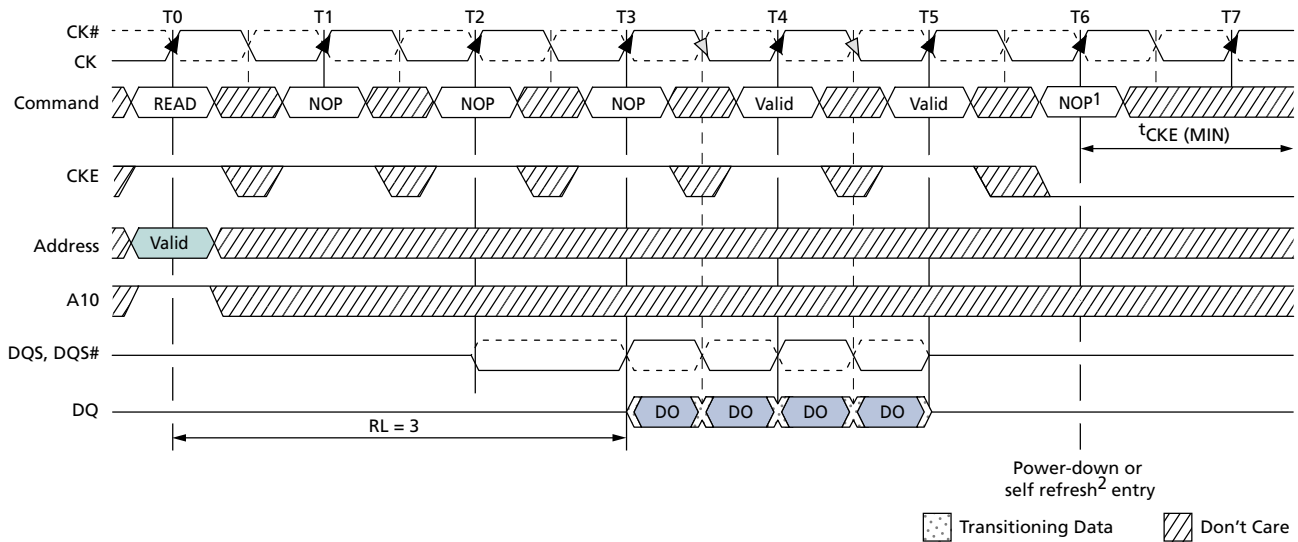 T0 T1 T2 T3 T4 T5 T6 T7
CK#
CK
Command READ NOP NOP NOP Valid Valid NOP1
tCKE (MIN)
CKE
Address Valid
A10
DQS, DQS#
DQ DO DO DO DO
RL = 3
Power-down or
self refresh2 entry
Transitioning Data Don't Care